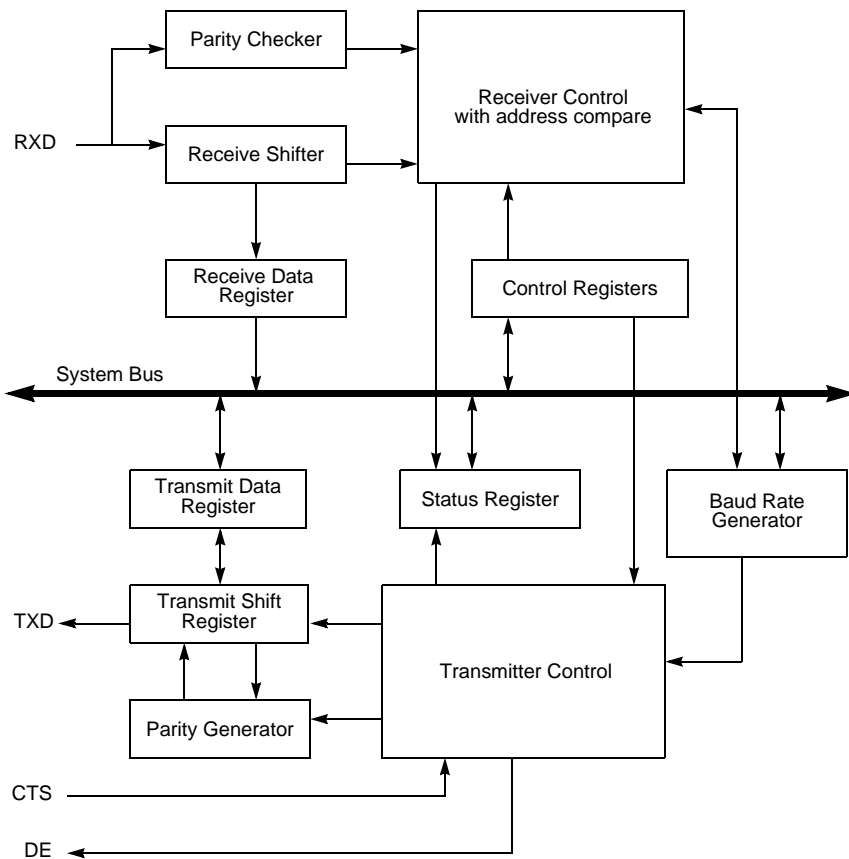 Parity Checker
Receiver Control
with address compare
RXD
Receive Shifter
Receive Data
Register
Control Registers
System Bus
Transmit Data
Register
Status Register
Baud Rate
Generator
TXD
Transmit Shift
Register
Transmitter Control
Parity Generator
CTS
DE